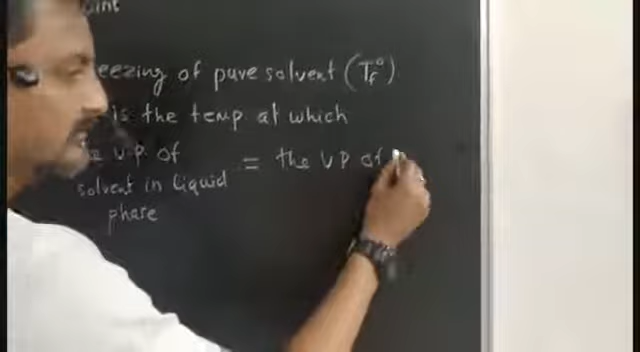 eezing of pure solvent (Tf°)
is the temp at which
v.p. of
solvent in liquid
phase
= the v p of